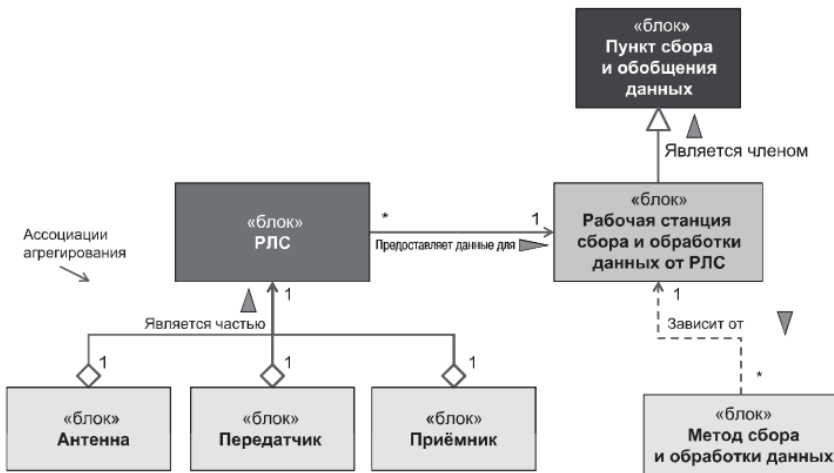 «блок»
Пункт сбора
и обобщения
данных
Является членом
«блок»
РЛС
*
1
Предоставляет данные для
«блок»
Рабочая станция
сбора и обработки
данных от РЛС
Ассоциации
агрегирования
1
Является частью
1
Зависит от
1
1
1
*
«блок»
Антенна
«блок»
Передатчик
«блок»
Приёмник
«блок»
Метод сбора
и обработки данных